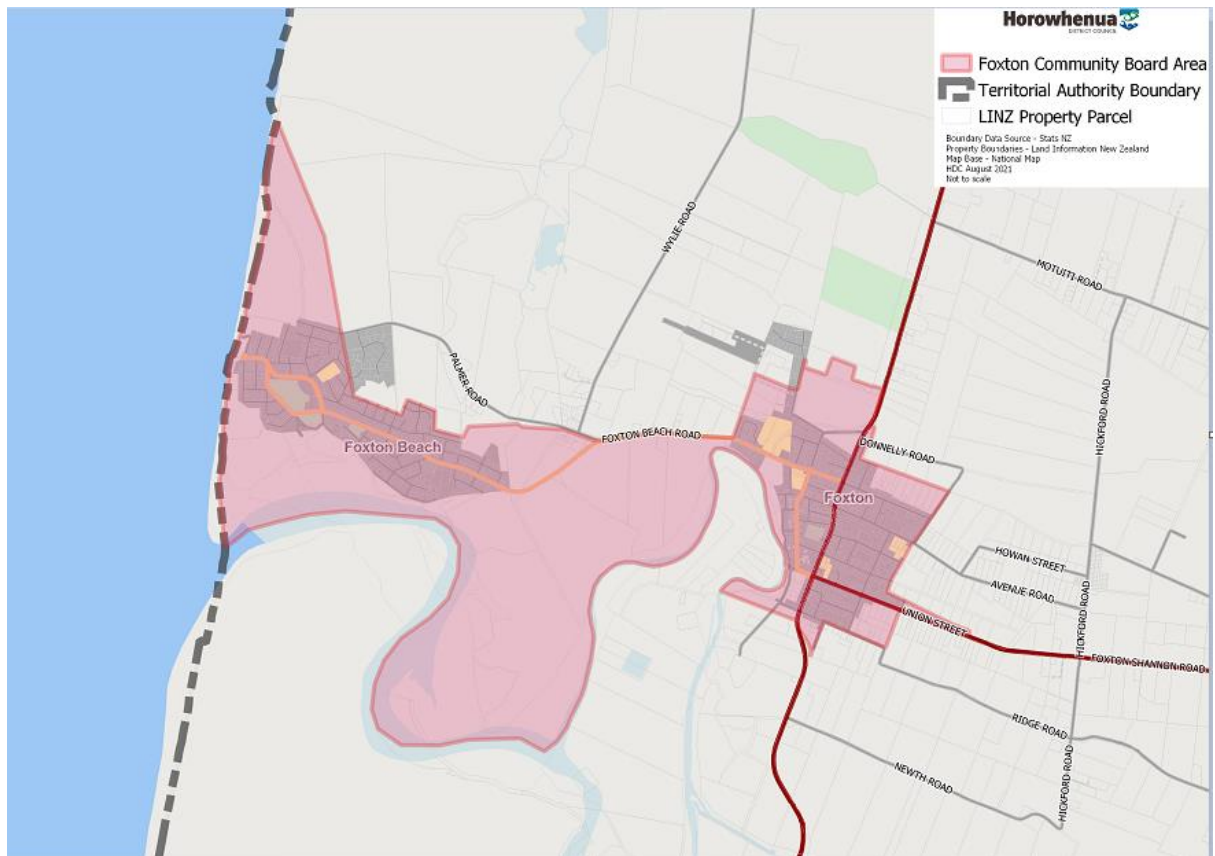 Horowhenua
DISTRICT COUNCIL
Foxton Community Board Area
Territorial Authority Boundary
LINZ Property Parcel
Boundary Data Source - Stats NZ
Property Boundaries - Land Information New Zealand
Map Base - National Map
HDC August 2021
Not to scale
WYLIE ROAD
MOTUITI ROAD
PALMER ROAD
HICKFORD ROAD
FOXTON BEACH ROAD
DONNELLY ROAD
Foxton Beach
Foxton
HOWAN STREET
AVENUE ROAD
UNION STREET
HICKFORD ROAD
FOXTON SHANNON ROAD
RIDGE ROAD
NEWTH ROAD
HICKFORD ROAD